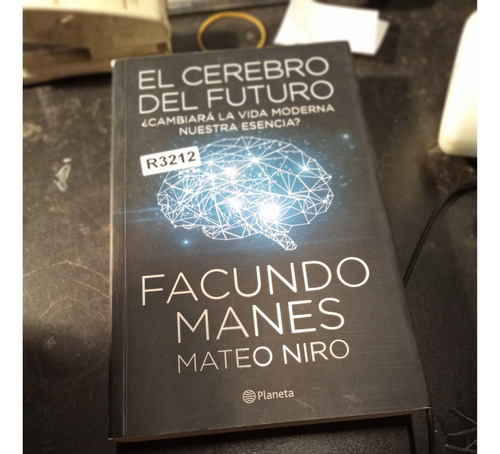 EL CEREBRO
DEL FUTURO
¿CAMBIARÁ LA VIDA MODERNA
NUESTRA ESENCIA?
R3212
FACUNDO
MANES
MATEO NIRO
Planeta